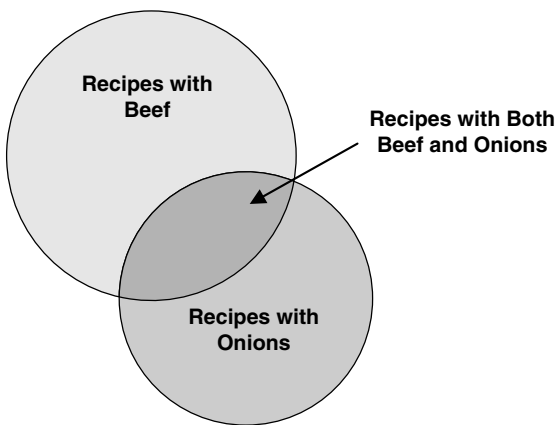 Recipes with
Beef
Recipes with Both
Beef and Onions
Recipes with
Onions